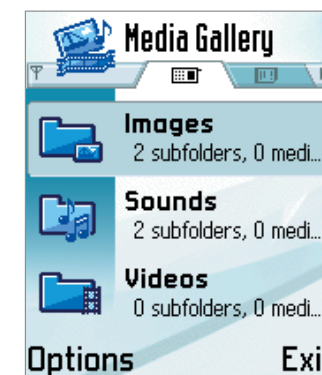 Media Gallery
Images
2 subfolders, 0 medi...
Sounds
2 subfolders, 0 medi...
Videos
0 subfolders, 0 medi...
Options Exi